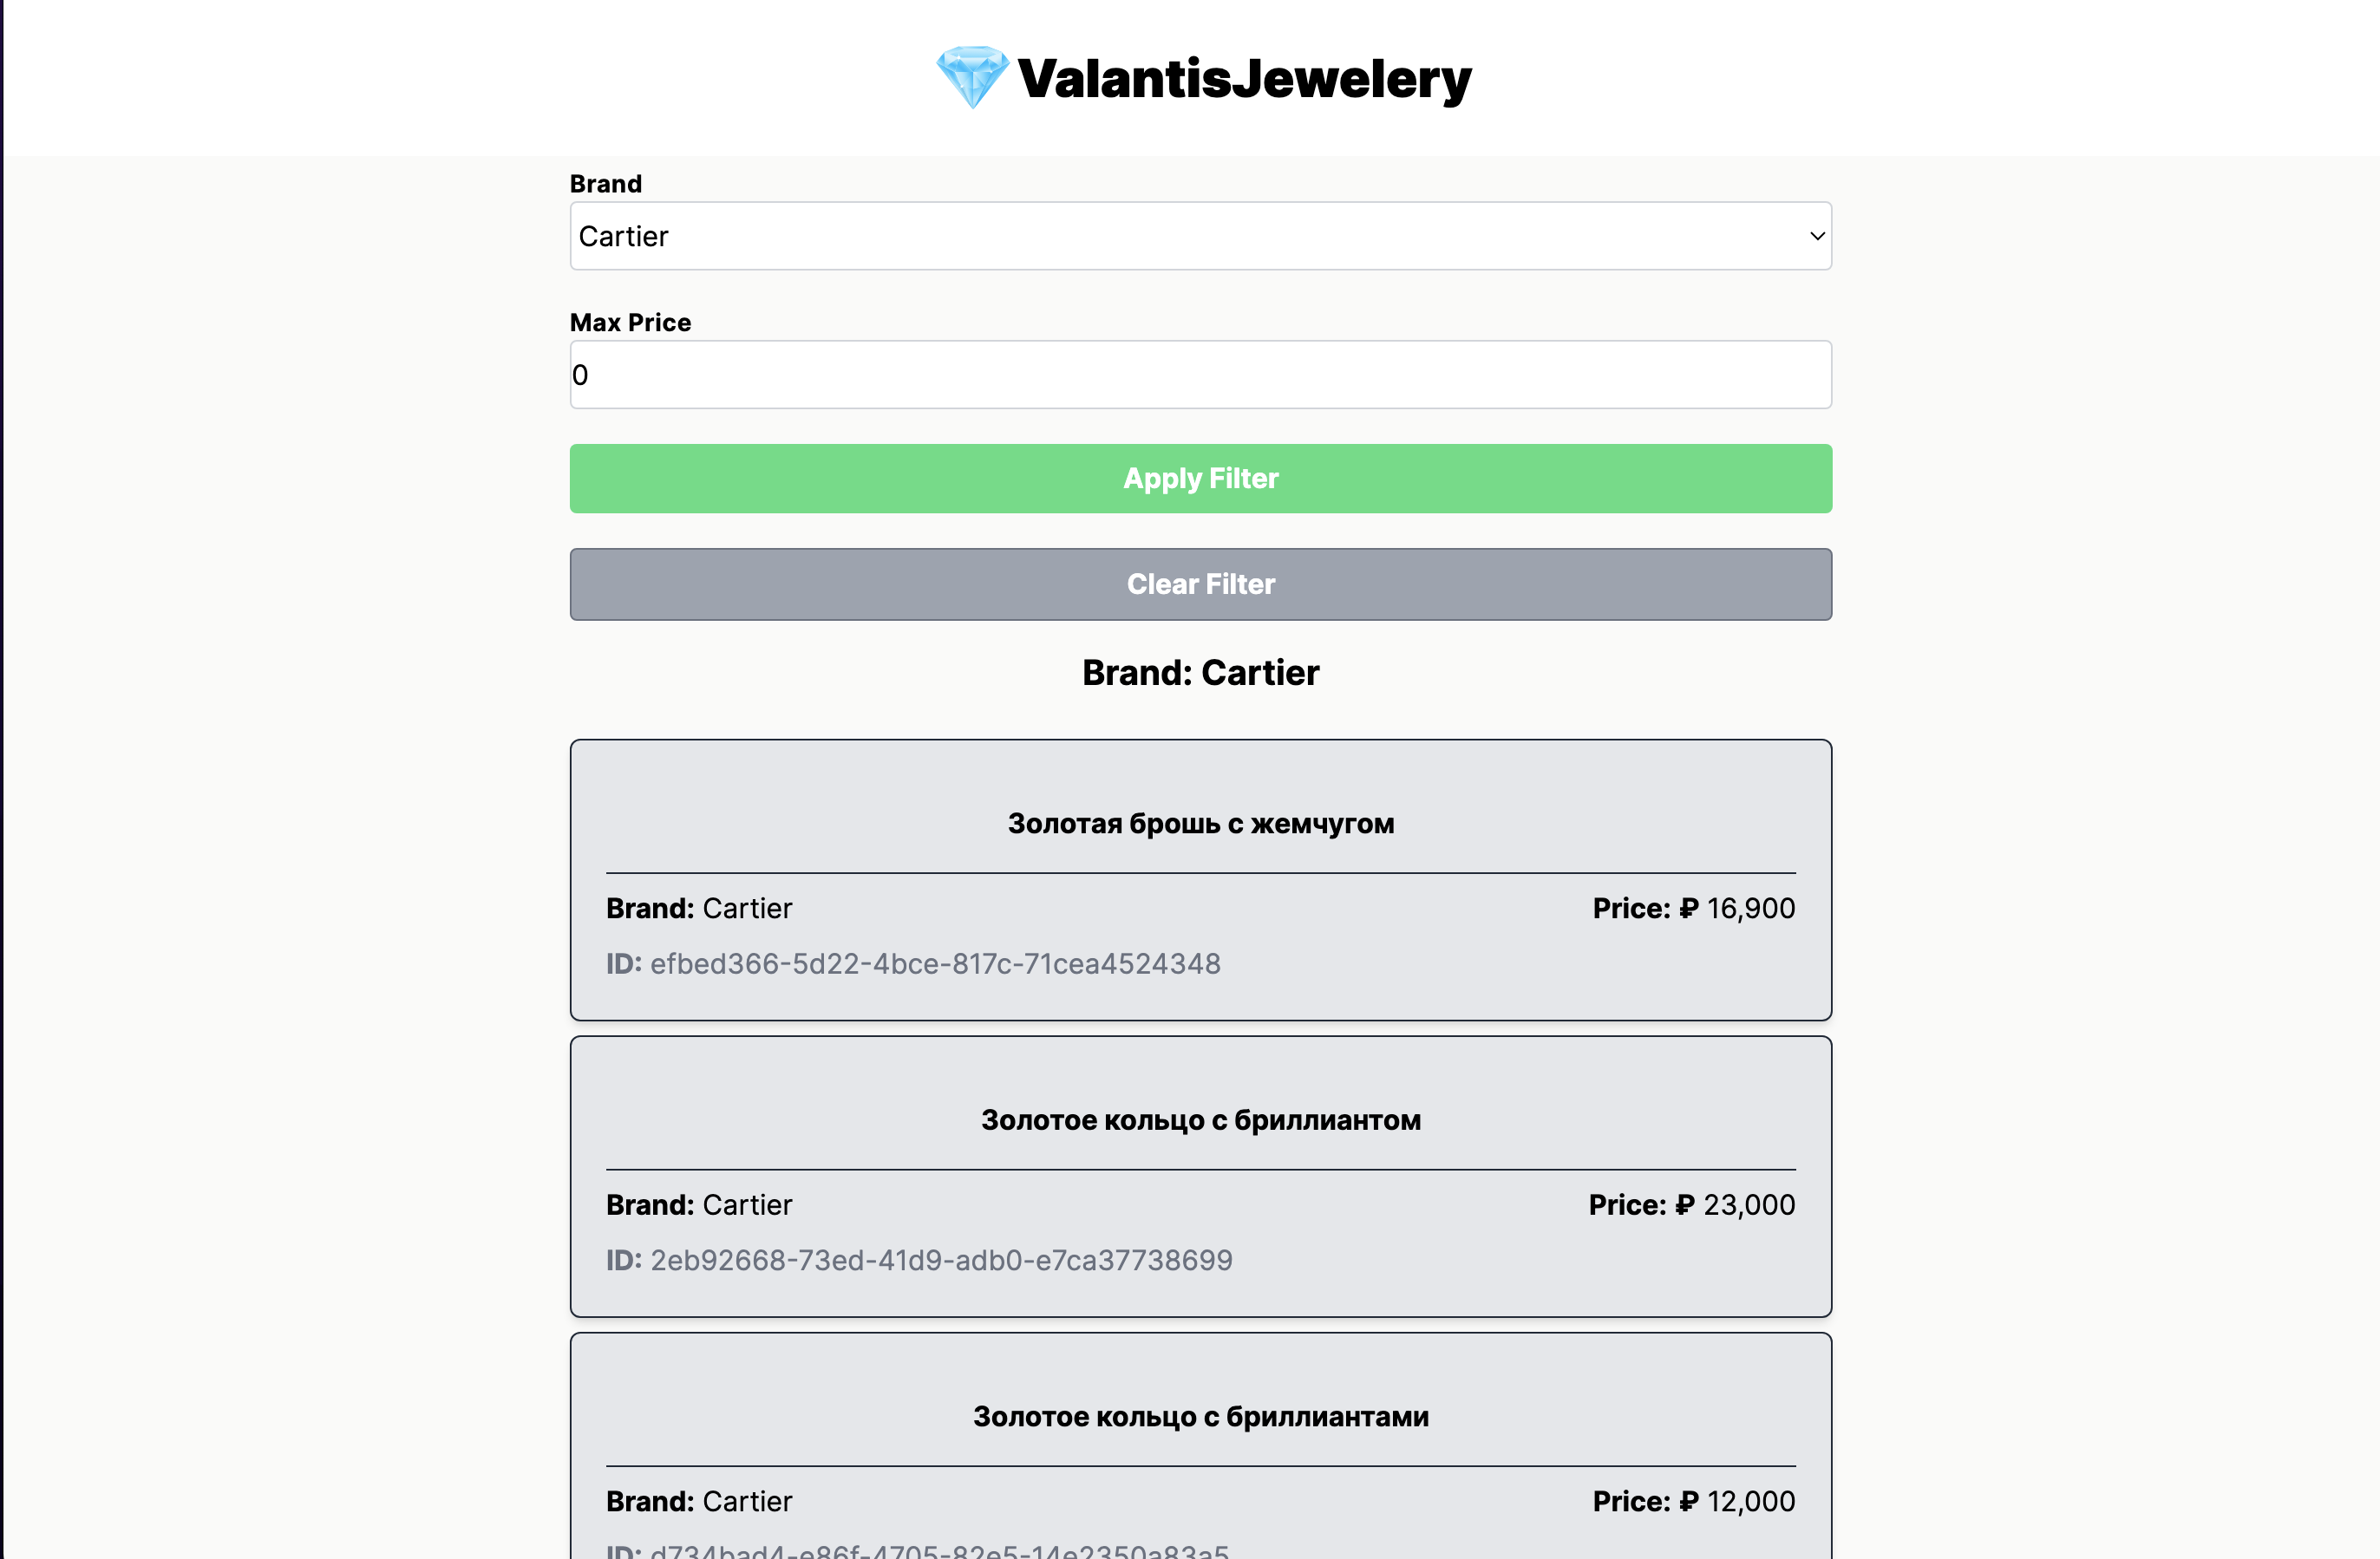 ValantisJewelery
Brand
Cartier
Max Price
0
Apply Filter
Clear Filter
Brand: Cartier
Золотая брошь с жемчугом
Brand: Cartier Price: ₽ 16,900
ID: efbed366-5d22-4bce-817c-71cea4524348
Золотое кольцо с бриллиантом
Brand: Cartier Price: ₽ 23,000
ID: 2eb92668-73ed-41d9-adb0-e7ca37738699
Золотое кольцо с бриллиантами
Brand: Cartier Price: ₽ 12,000
ID: d734bad4-e86f-4705-82e5-14e2350a83a5